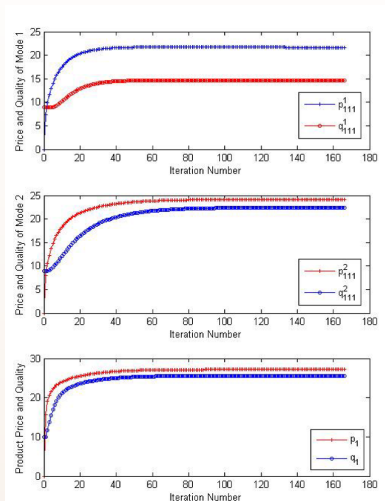 Price and Quality of Mode 1
25
20
15
10
5
0
p¹₁₁₁
q¹₁₁₁
0 20 40 60 80 100 120 140 160 180
Iteration Number
Price and Quality of Mode 2
25
20
15
10
5
0
p²₁₁₁
q²₁₁₁
0 20 40 60 80 100 120 140 160 180
Iteration Number
Product Price and Quality
30
20
10
0
p₁
q₁
0 20 40 60 80 100 120 140 160 180
Iteration Number